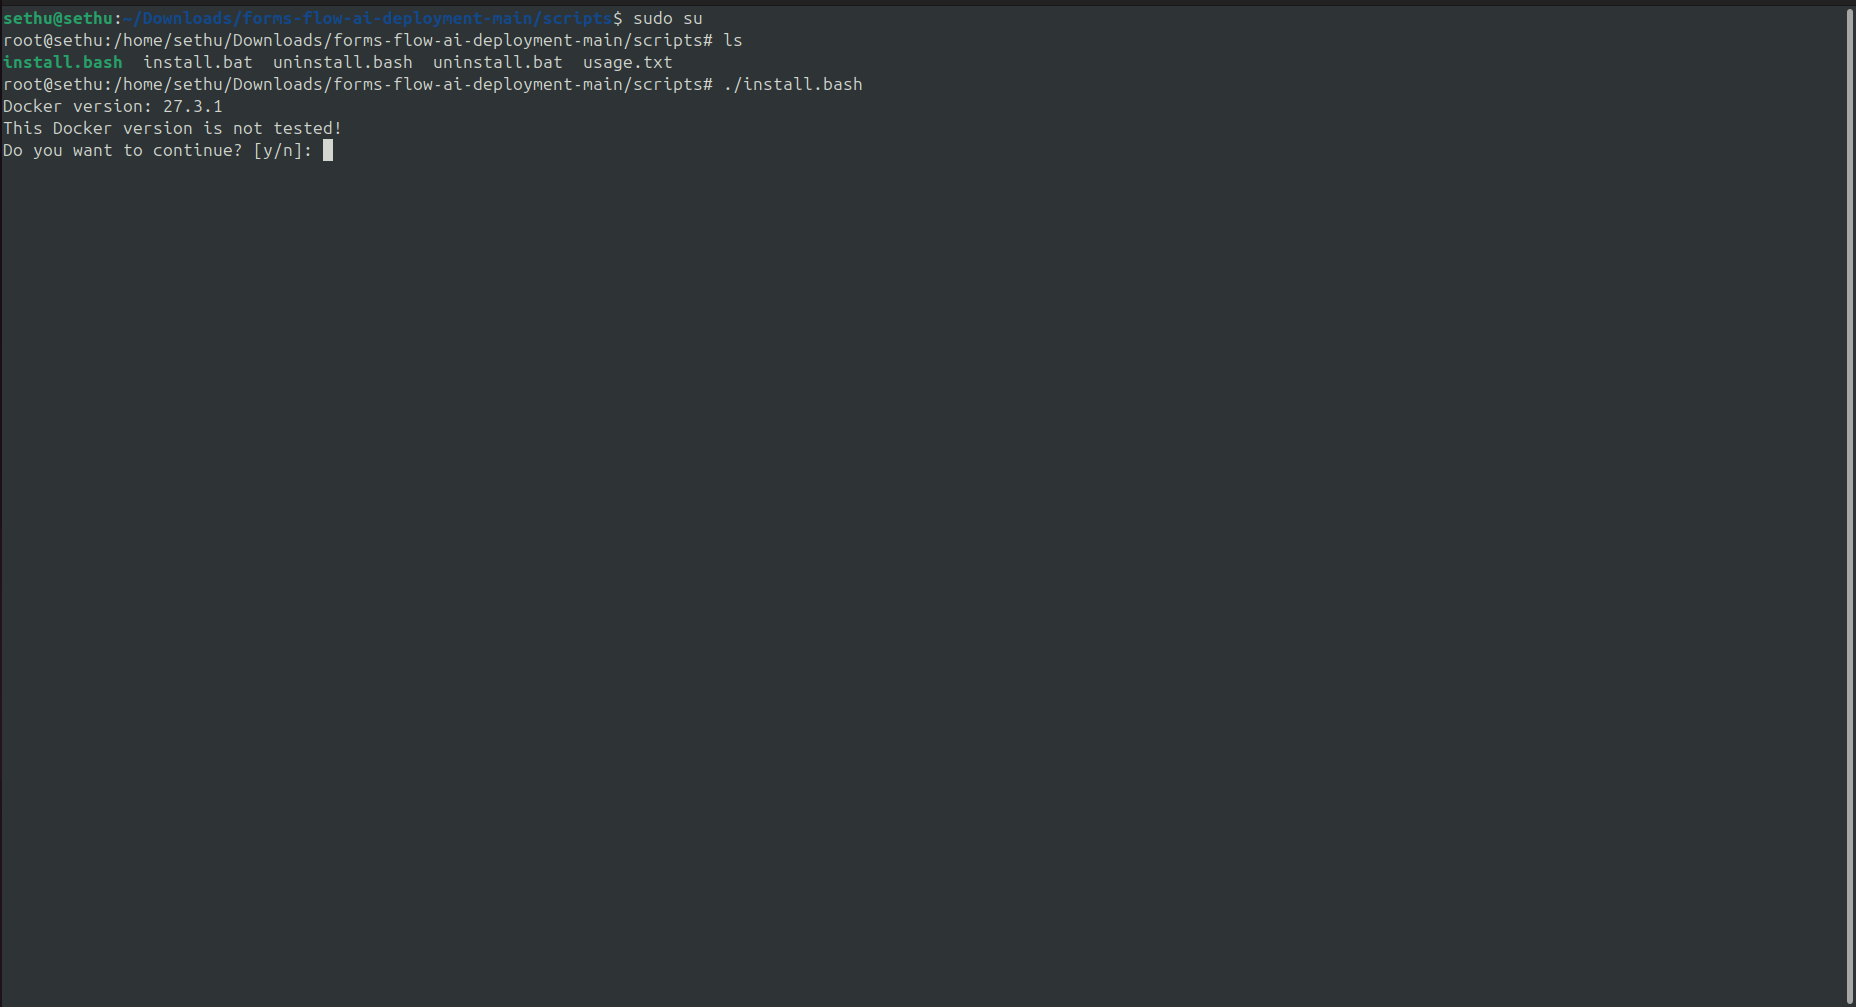 sethu@sethu:~/Downloads/forms-flow-ai-deployment-main/scripts$ sudo su
root@sethu:/home/sethu/Downloads/forms-flow-ai-deployment-main/scripts# ls
install.bash  install.bat  uninstall.bash  uninstall.bat  usage.txt
root@sethu:/home/sethu/Downloads/forms-flow-ai-deployment-main/scripts# ./install.bash
Docker version: 27.3.1
This Docker version is not tested!
Do you want to continue? [y/n]: